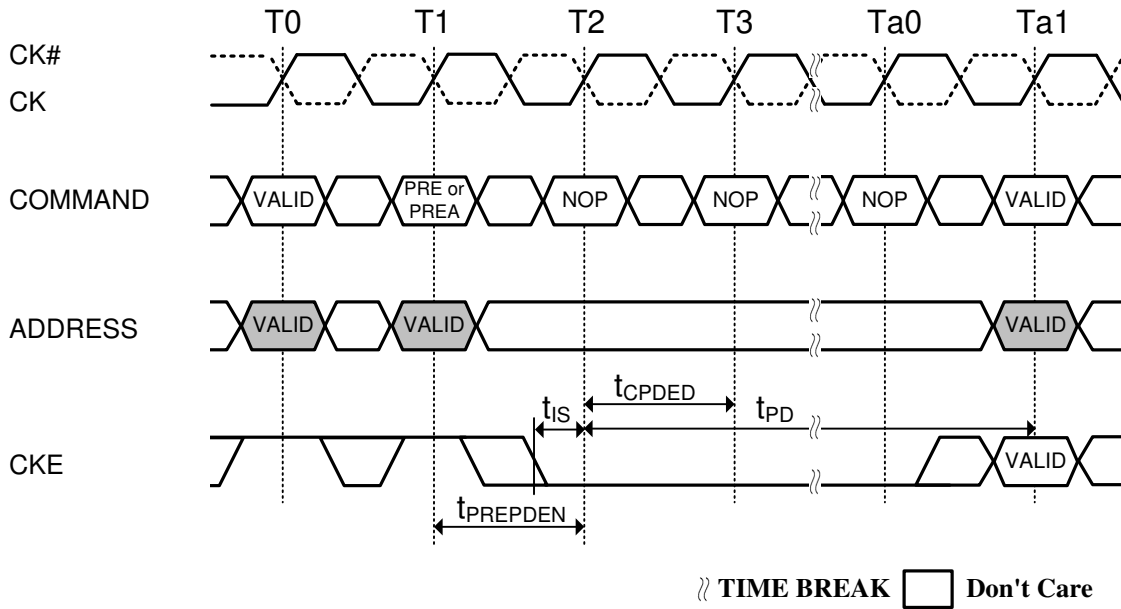 T0 T1 T2 T3 Ta0 Ta1
CK#
CK
COMMAND VALID PRE or PREA NOP NOP NOP VALID
ADDRESS VALID VALID VALID
tCPDED
tIS tPD
CKE VALID
tPREPDEN
TIME BREAK Don't Care